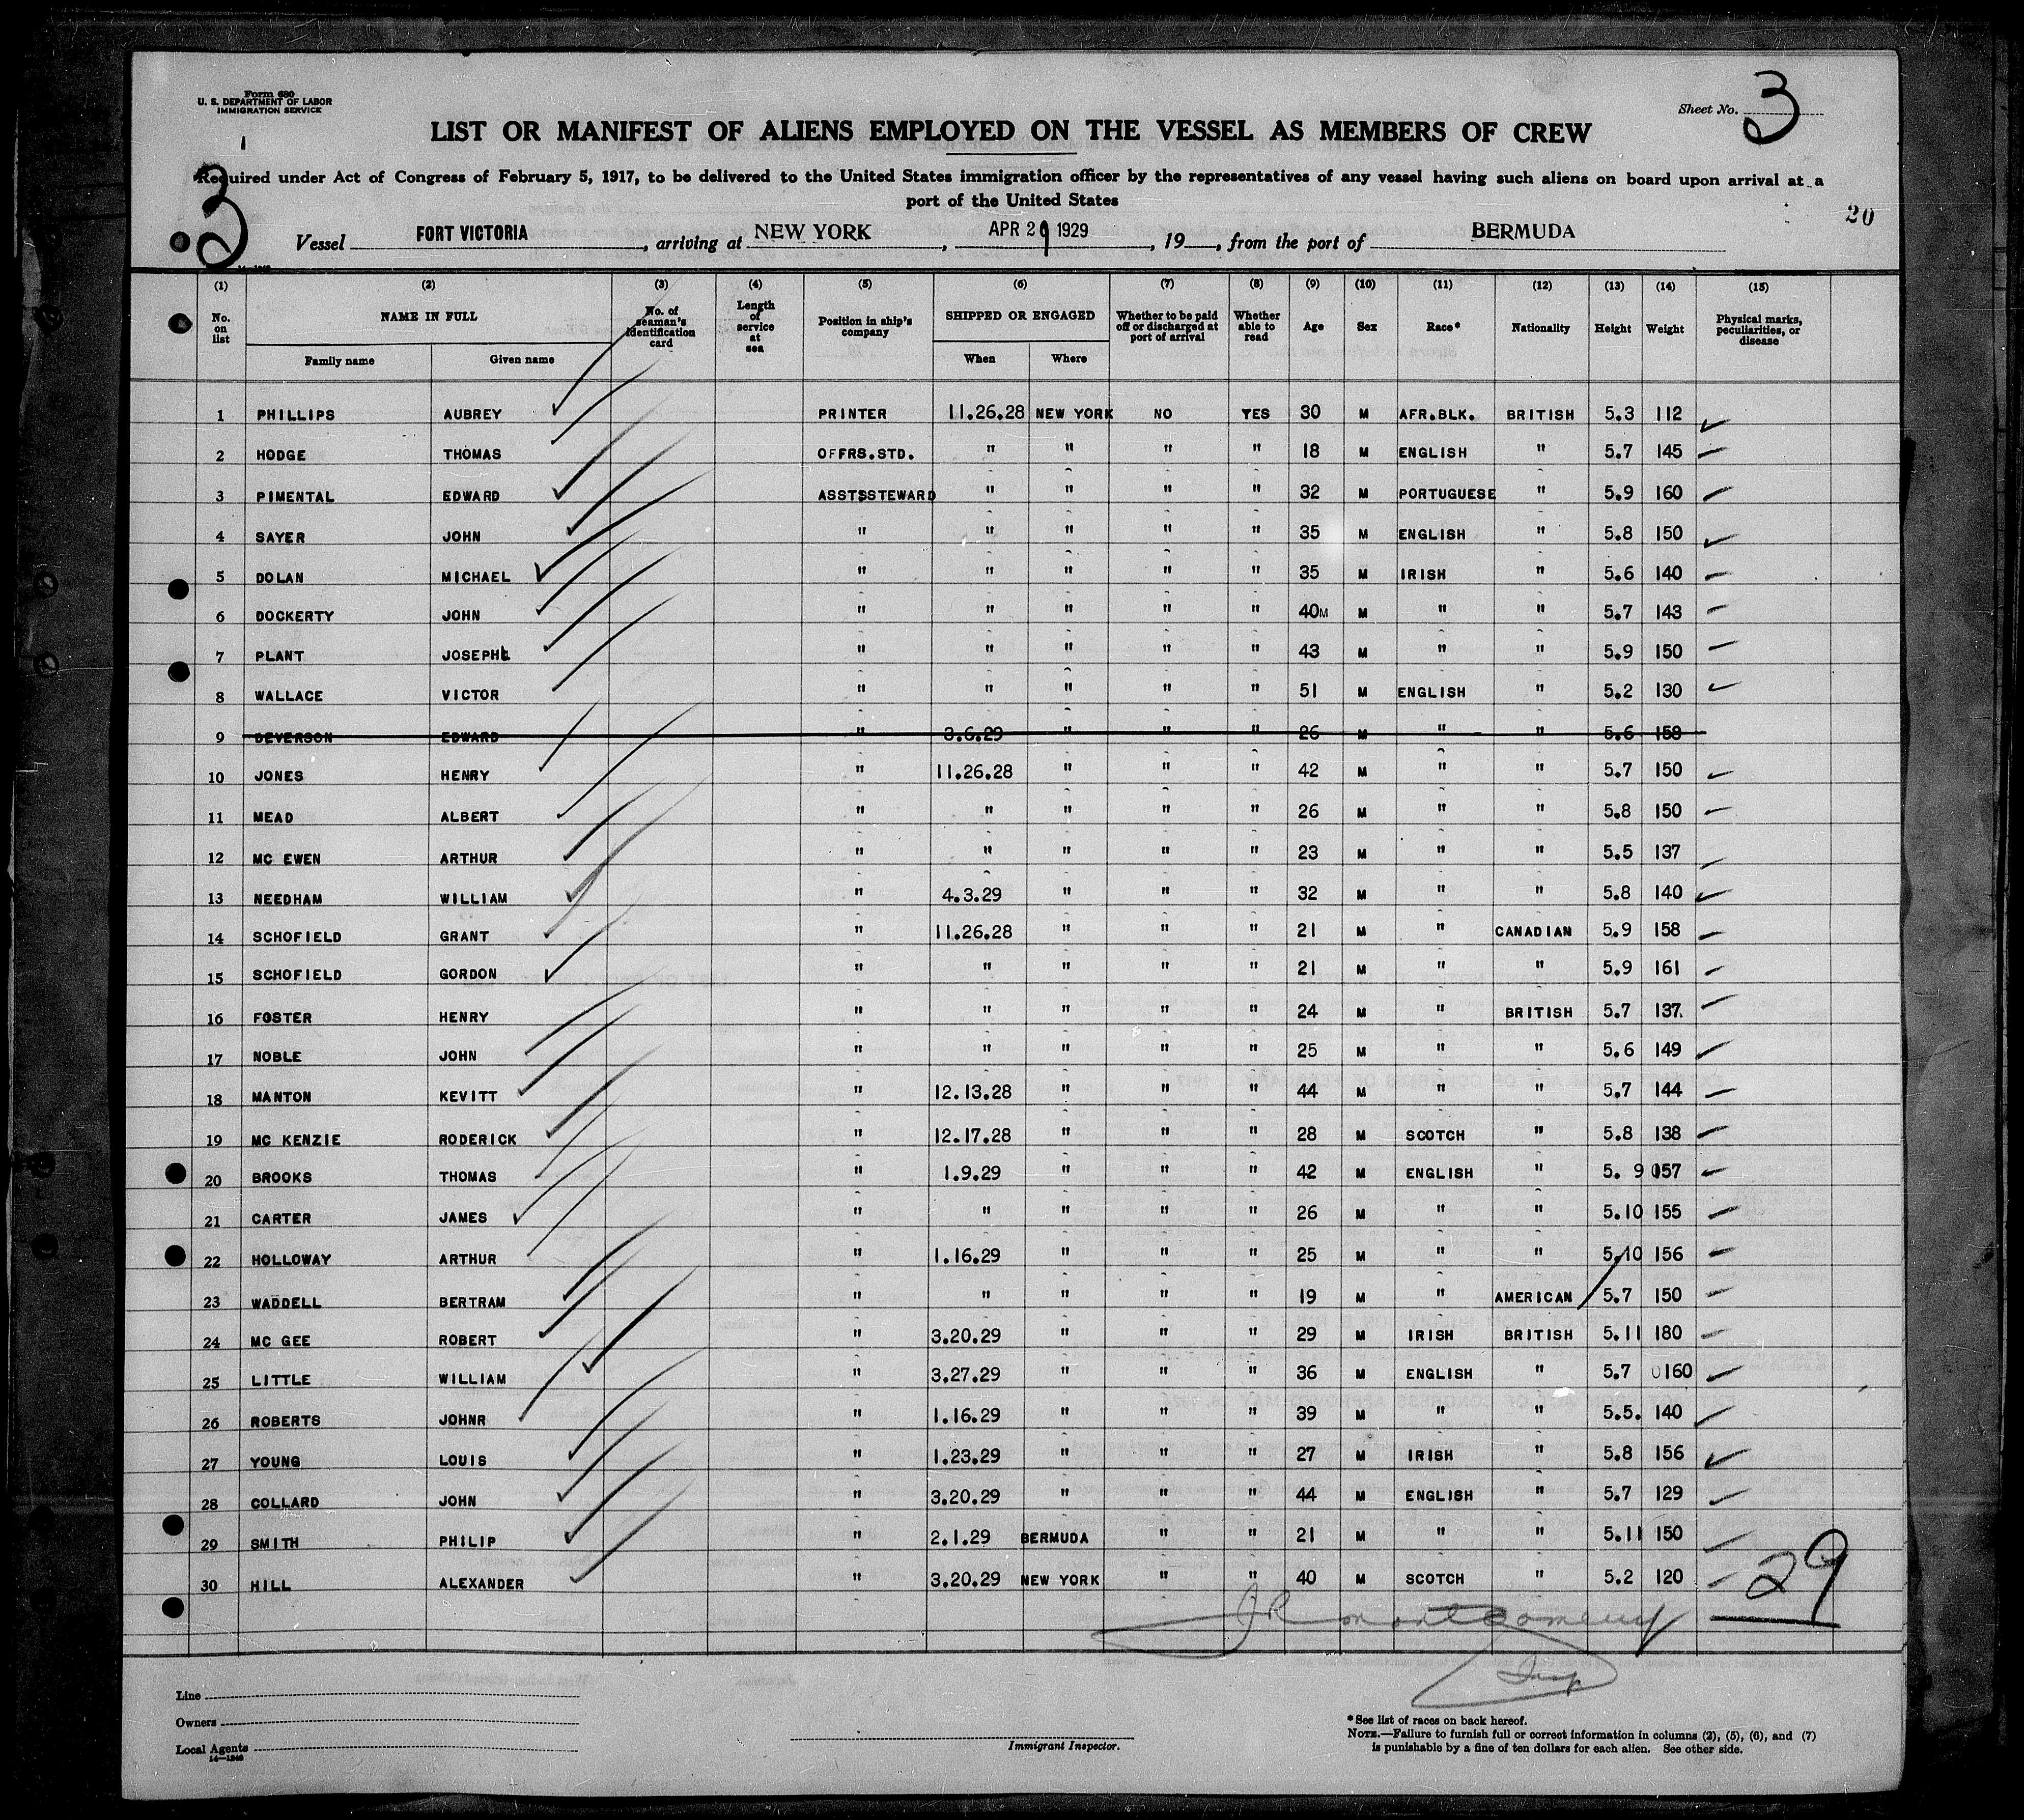 Form 680
U. S. DEPARTMENT OF LABOR
IMMIGRATION SERVICE
Sheet No. 3
LIST OR MANIFEST OF ALIENS EMPLOYED ON THE VESSEL AS MEMBERS OF CREW
Required under Act of Congress of February 5, 1917, to be delivered to the United States immigration officer by the representatives of any vessel having such aliens on board upon arrival at a
port of the United States
3
20
Vessel FORT VICTORIA, arriving at NEW YORK, APR 29 1929, 19__, from the port of BERMUDA
14—1240
(1) (2) (3) (4) (5) (6) (7) (8) (9) (10) (11) (12) (13) (14) (15)
No. on list NAME IN FULL Family name Given name No. of seaman's identification card Length of service at sea Position in ship's company SHIPPED OR ENGAGED When Where Whether to be paid off or discharged at port of arrival Whether able to read Age Sex Race* Nationality Height Weight Physical marks, peculiarities, or disease
1 PHILLIPS AUBREY PRINTER 11.26.28 NEW YORK NO YES 30 M AFR.BLK. BRITISH 5.3 112
2 HODGE THOMAS OFFRS.STD. " " " " 18 M ENGLISH " 5.7 145
3 PIMENTAL EDWARD ASSTSSTEWARD " " " " 32 M PORTUGUESE " 5.9 160
4 SAYER JOHN " " " " " 35 M ENGLISH " 5.8 150
5 DOLAN MICHAEL " " " " " 35 M IRISH " 5.6 140
6 DOCKERTY JOHN " " " " " 40M M " " 5.7 143
7 PLANT JOSEPH " " " " " 43 M " " 5.9 150
8 WALLACE VICTOR " " " " " 51 M ENGLISH " 5.2 130
9 DEVERSON EDWARD " 3.6.29 " " " 26 M " " 5.6 158
10 JONES HENRY " 11.26.28 " " " 42 M " " 5.7 150
11 MEAD ALBERT " " " " " 26 M " " 5.8 150
12 MC EWEN ARTHUR " " " " " 23 M " " 5.5 137
13 NEEDHAM WILLIAM " 4.3.29 " " " 32 M " " 5.8 140
14 SCHOFIELD GRANT " 11.26.28 " " " 21 M " CANADIAN 5.9 158
15 SCHOFIELD GORDON " " " " " 21 M " " 5.9 161
16 FOSTER HENRY " " " " " 24 M " BRITISH 5.7 137.
17 NOBLE JOHN " " " " " 25 M " " 5.6 149
18 MANTON KEVITT " 12.13.28 " " " 44 M " " 5.7 144
19 MC KENZIE RODERICK " 12.17.28 " " " 28 M SCOTCH " 5.8 138
20 BROOKS THOMAS " 1.9.29 " " " 42 M ENGLISH " 5. 9 057
21 CARTER JAMES " " " " " 26 M " " 5.10 155
22 HOLLOWAY ARTHUR " 1.16.29 " " " 25 M " " 5.10 156
23 WADDELL BERTRAM " " " " " 19 M " AMERICAN 5.7 150
24 MC GEE ROBERT " 3.20.29 " " " 29 M IRISH BRITISH 5.11 180
25 LITTLE WILLIAM " 3.27.29 " " " 36 M ENGLISH " 5.7 0160
26 ROBERTS JOHNR " 1.16.29 " " " 39 M " " 5.5. 140
27 YOUNG LOUIS " 1.23.29 " " " 27 M IRISH " 5.8 156
28 COLLARD JOHN " 3.20.29 " " " 44 M ENGLISH " 5.7 129
29 SMITH PHILIP " 2.1.29 BERMUDA " " 21 M " " 5.11 150
30 HILL ALEXANDER " 3.20.29 NEW YORK " " 40 M SCOTCH " 5.2 120
29
JR Montgomery
Insp
Line
Owners
Local Agents
14—1240
Immigrant Inspector.
*See list of races on back hereof.
NOTE.—Failure to furnish full or correct information in columns (2), (5), (6), and (7)
is punishable by a fine of ten dollars for each alien. See other side.